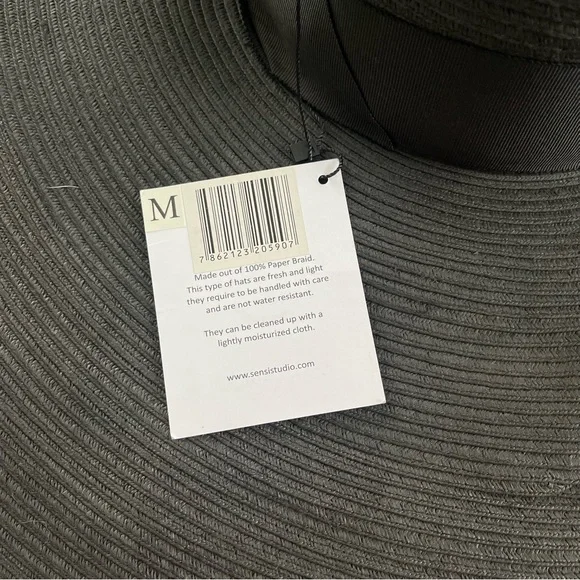 M
7 862123 205907
Made out of 100% Paper Braid.
This type of hats are fresh and light
they require to be handled with care
and are not water resistant.
They can be cleaned up with a
lightly moisturized cloth.
www.sensistudio.com